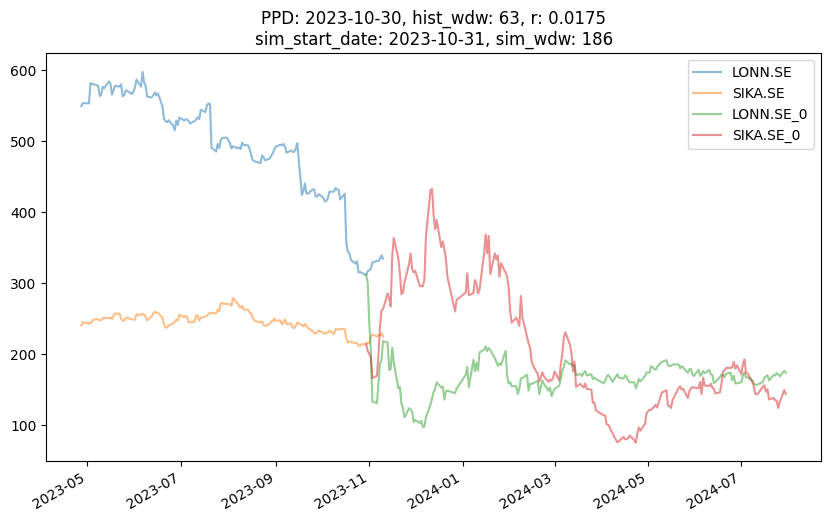 PPD: 2023-10-30, hist_wdw: 63, r: 0.0175
sim_start_date: 2023-10-31, sim_wdw: 186
LONN.SE
SIKA.SE
LONN.SE_0
SIKA.SE_0
600
500
400
300
200
100
2023-05
2023-07
2023-09
2023-11
2024-01
2024-03
2024-05
2024-07